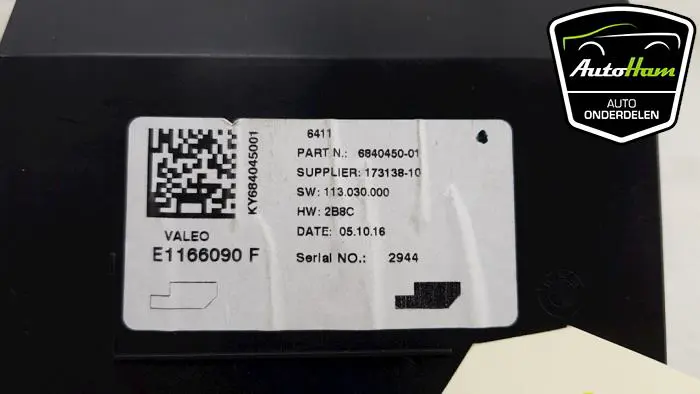 AutoHam
AUTO
ONDERDELEN
6411
PART N.: 6840450-01
SUPPLIER: 173138-10
SW: 113.030.000
HW: 2B8C
DATE: 05.10.16
Serial NO.: 2944
KY684045001
VALEO
E1166090 F